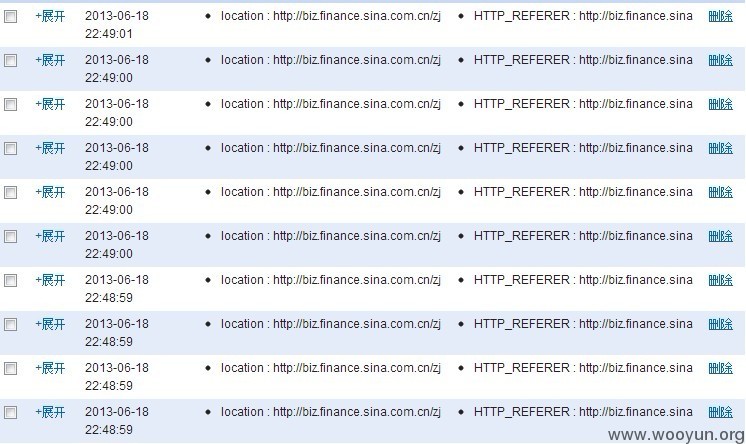 +展开 2013-06-18 • location : http://biz.finance.sina.com.cn/zj • HTTP_REFERER : http://biz.finance.sina 删除
22:49:01
+展开 2013-06-18 • location : http://biz.finance.sina.com.cn/zj • HTTP_REFERER : http://biz.finance.sina 删除
22:49:00
+展开 2013-06-18 • location : http://biz.finance.sina.com.cn/zj • HTTP_REFERER : http://biz.finance.sina 删除
22:49:00
+展开 2013-06-18 • location : http://biz.finance.sina.com.cn/zj • HTTP_REFERER : http://biz.finance.sina 删除
22:49:00
+展开 2013-06-18 • location : http://biz.finance.sina.com.cn/zj • HTTP_REFERER : http://biz.finance.sina 删除
22:49:00
+展开 2013-06-18 • location : http://biz.finance.sina.com.cn/zj • HTTP_REFERER : http://biz.finance.sina 删除
22:49:00
+展开 2013-06-18 • location : http://biz.finance.sina.com.cn/zj • HTTP_REFERER : http://biz.finance.sina 删除
22:48:59
+展开 2013-06-18 • location : http://biz.finance.sina.com.cn/zj • HTTP_REFERER : http://biz.finance.sina 删除
22:48:59
+展开 2013-06-18 • location : http://biz.finance.sina.com.cn/zj • HTTP_REFERER : http://biz.finance.sina 删除
22:48:59
+展开 2013-06-18 • location : http://biz.finance.sina.com.cn/zj • HTTP_REFERER : http://biz.finance.sina 删除
22:48:59
www.wooyun.org